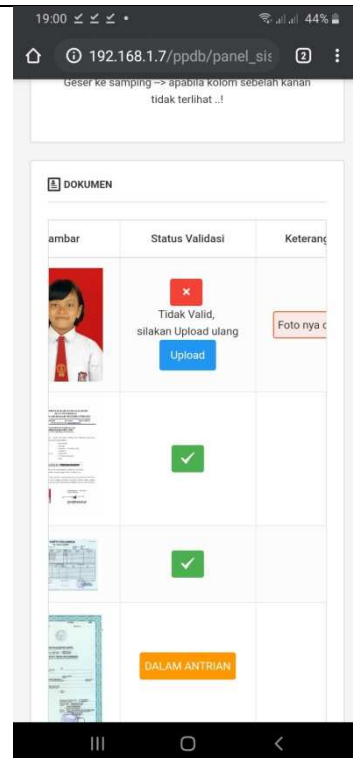 19:00
44%
192.168.1.7/ppdb/panel_sis
2
Geser ke samping --> apabila kolom sebelah kanan
tidak terlihat ..!
DOKUMEN
ambar Status Validasi Keterang
Tidak Valid,
silakan Upload ulang
Upload
Foto nya
DALAM ANTRIAN